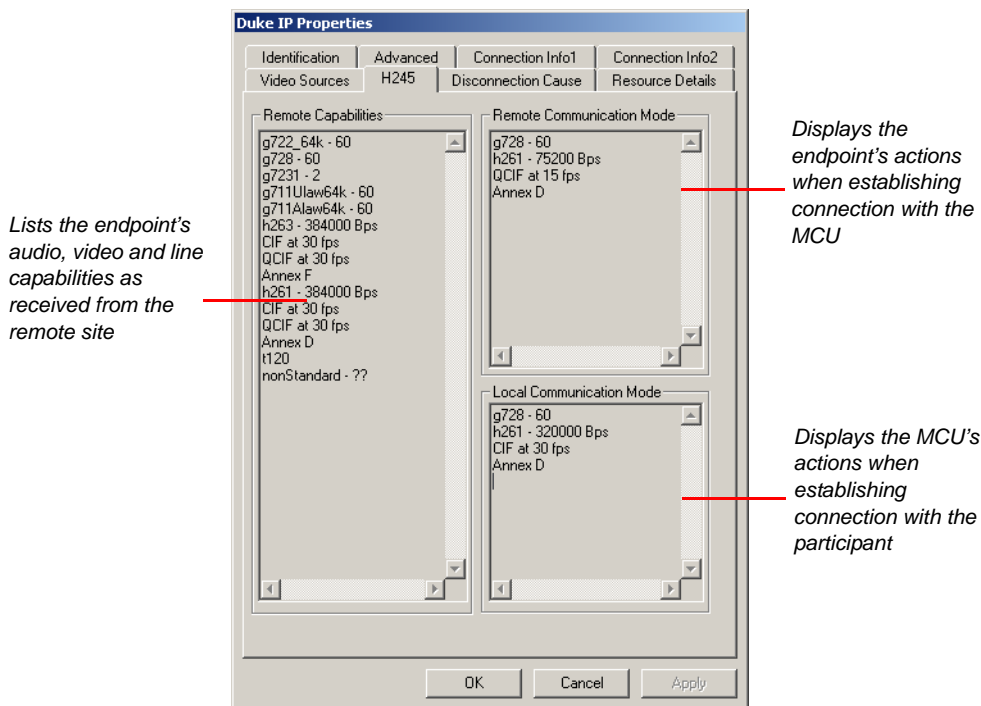 Duke IP Properties
Identification
Advanced
Connection Info1
Connection Info2
Video Sources
H245
Disconnection Cause
Resource Details
Remote Capabilities
g722_64k - 60
g728 - 60
g7231 - 2
g711Ulaw64k - 60
g711Alaw64k - 60
h263 - 384000 Bps
CIF at 30 fps
QCIF at 30 fps
Annex F
h261 - 384000 Bps
CIF at 30 fps
QCIF at 30 fps
Annex D
t120
nonStandard - ??
Remote Communication Mode
g728 - 60
h261 - 75200 Bps
QCIF at 15 fps
Annex D
Local Communication Mode
g728 - 60
h261 - 320000 Bps
CIF at 30 fps
Annex D
OK
Cancel
Apply
Lists the endpoint's
audio, video and line
capabilities as
received from the
remote site
Displays the
endpoint's actions
when establishing
connection with the
MCU
Displays the MCU's
actions when
establishing
connection with the
participant